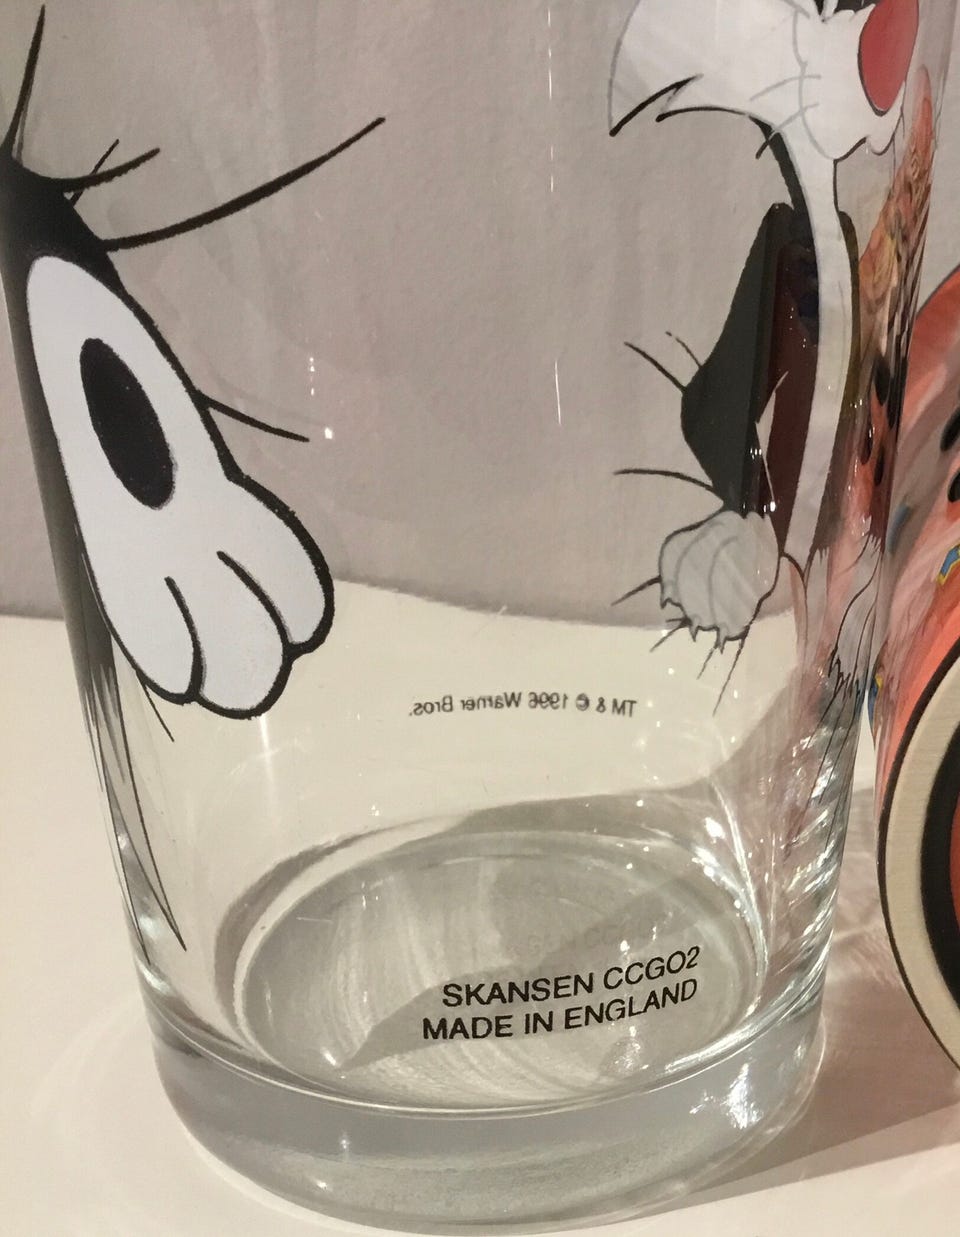 TM & © 1996 Warner Bros.
SKANSEN CCGO2
MADE IN ENGLAND